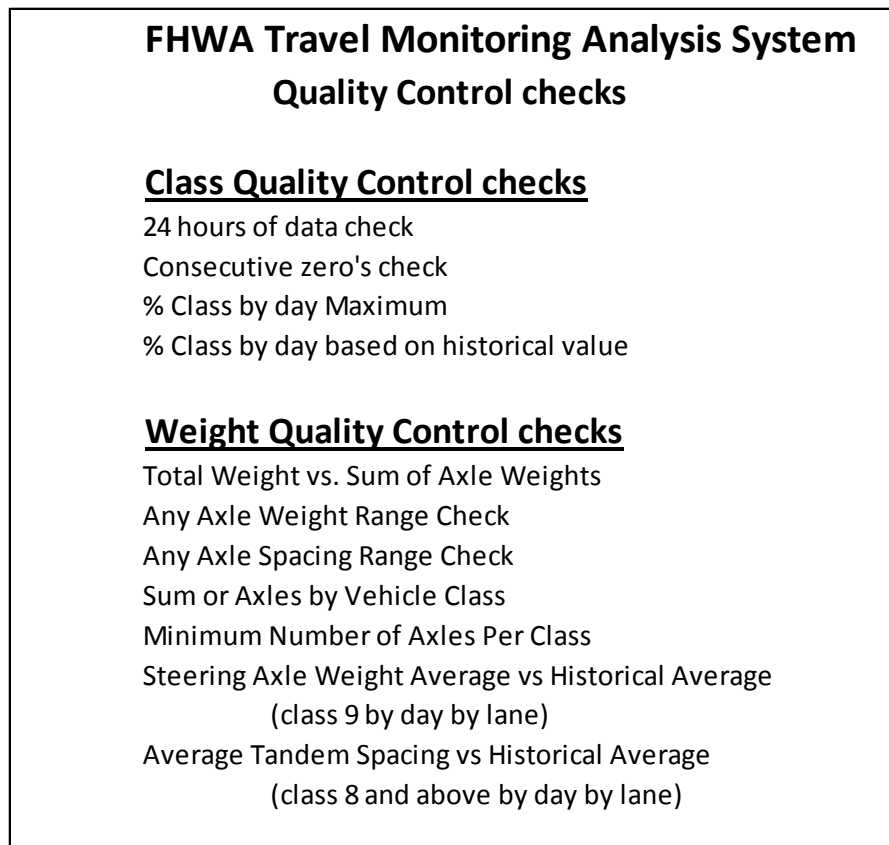 FHWA Travel Monitoring Analysis System
Quality Control checks
Class Quality Control checks
24 hours of data check
Consecutive zero's check
% Class by day Maximum
% Class by day based on historical value
Weight Quality Control checks
Total Weight vs. Sum of Axle Weights
Any Axle Weight Range Check
Any Axle Spacing Range Check
Sum or Axles by Vehicle Class
Minimum Number of Axles Per Class
Steering Axle Weight Average vs Historical Average
(class 9 by day by lane)
Average Tandem Spacing vs Historical Average
(class 8 and above by day by lane)